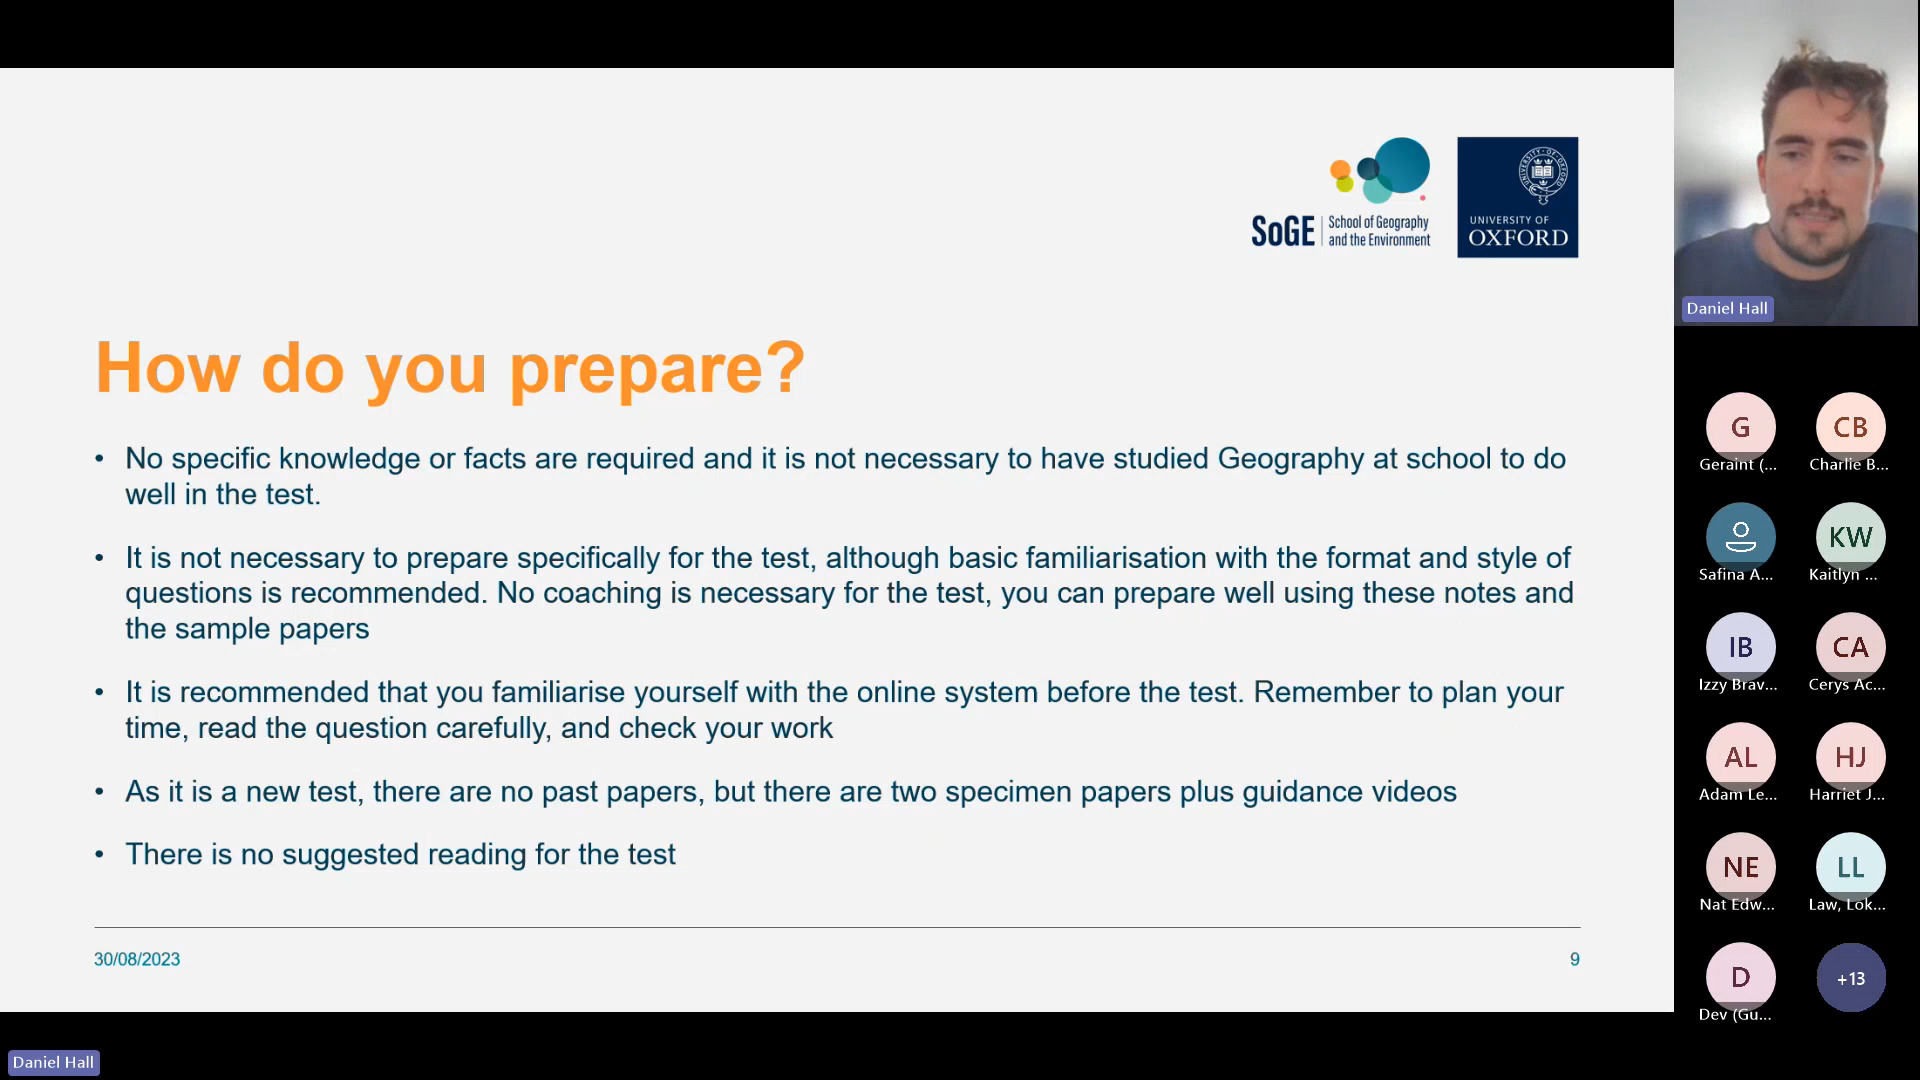 SoGE
School of Geography
and the Environment
UNIVERSITY OF OXFORD
UNIVERSITY OF
OXFORD
How do you prepare?
• No specific knowledge or facts are required and it is not necessary to have studied Geography at school to do
well in the test.
• It is not necessary to prepare specifically for the test, although basic familiarisation with the format and style of
questions is recommended. No coaching is necessary for the test, you can prepare well using these notes and
the sample papers
• It is recommended that you familiarise yourself with the online system before the test. Remember to plan your
time, read the question carefully, and check your work
• As it is a new test, there are no past papers, but there are two specimen papers plus guidance videos
• There is no suggested reading for the test
30/08/2023
9
Daniel Hall
Daniel Hall
G
CB
Geraint (...
Charlie B...
Safina A...
KW
Kaitlyn ...
IB
CA
Izzy Brav...
Cerys Ac...
AL
HJ
Adam Le...
Harriet J...
NE
LL
Nat Edw...
Law, Lok...
D
+13
Dev (Gu...